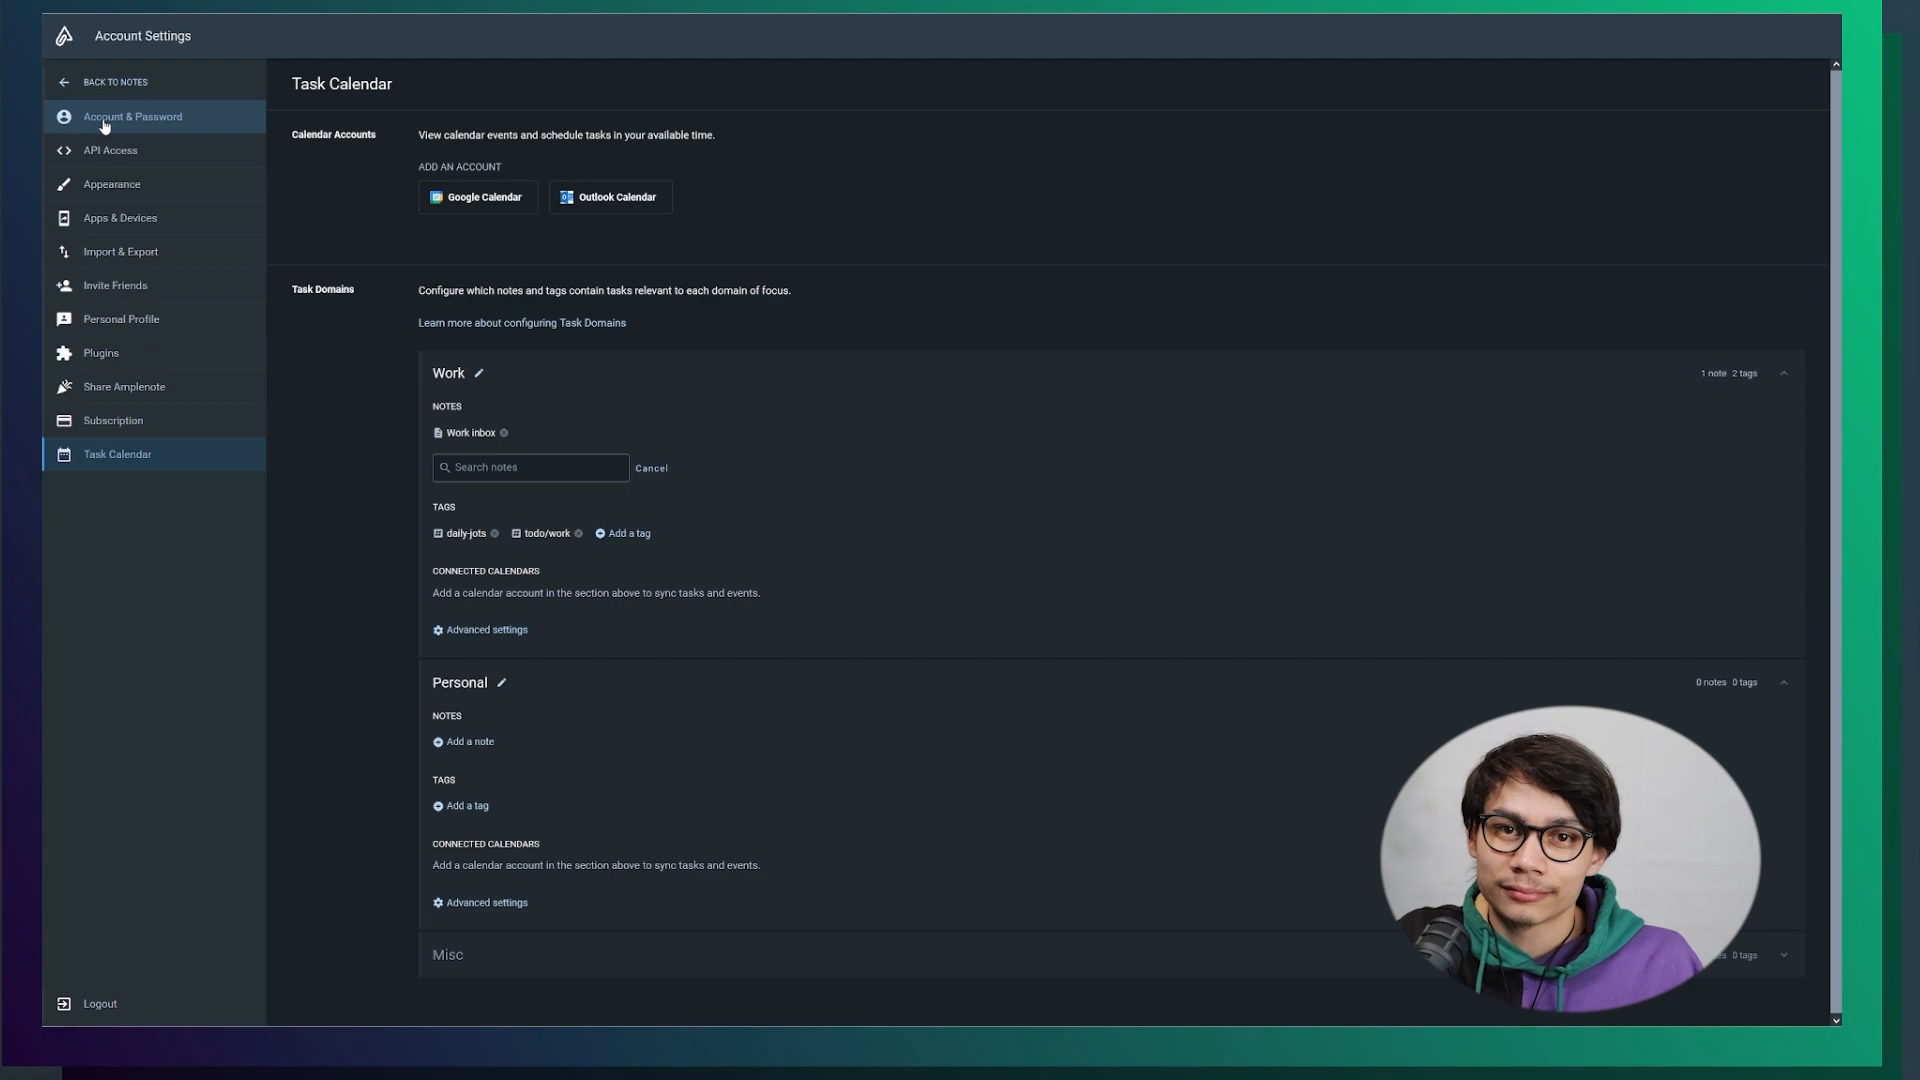 Account Settings
BACK TO NOTES
Account & Password
API Access
Appearance
Apps & Devices
Import & Export
Invite Friends
Personal Profile
Plugins
Share Amplenote
Subscription
Task Calendar
Logout
Task Calendar
Calendar Accounts
View calendar events and schedule tasks in your available time.
ADD AN ACCOUNT
Google Calendar Outlook Calendar
Task Domains
Configure which notes and tags contain tasks relevant to each domain of focus.
Learn more about configuring Task Domains
Work 1 note 2 tags
NOTES
Work inbox
Search notes Cancel
TAGS
daily-jots todo/work Add a tag
CONNECTED CALENDARS
Add a calendar account in the section above to sync tasks and events.
Advanced settings
Personal 0 notes 0 tags
NOTES
Add a note
TAGS
Add a tag
CONNECTED CALENDARS
Add a calendar account in the section above to sync tasks and events.
Advanced settings
Misc 0 tags